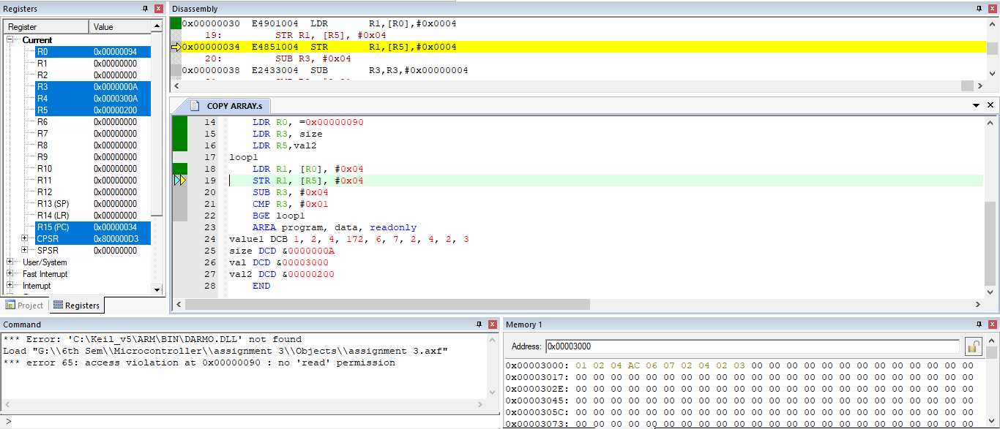 Registers
Register Value
Current
R0 0x00000094
R1 0x00000000
R2 0x00000000
R3 0x0000000A
R4 0x0000300A
R5 0x00000200
R6 0x00000000
R7 0x00000000
R8 0x00000000
R9 0x00000000
R10 0x00000000
R11 0x00000000
R12 0x00000000
R13 (SP) 0x00000000
R14 (LR) 0x00000000
R15 (PC) 0x00000034
CPSR 0x800000D3
SPSR 0x00000000
User/System
Fast Interrupt
Interrupt
Project Registers
Disassembly
0x00000030 E4901004 LDR R1,[R0],#0x0004
19: STR R1, [R5], #0x04
0x00000034 E4851004 STR R1,[R5],#0x0004
20: SUB R3, #0x04
0x00000038 E2433004 SUB R3,R3,#0x00000004
COPY ARRAY.s
14 LDR R0, =0x00000090
15 LDR R3, size
16 LDR R5,val2
17 loop1
18 LDR R1, [R0], #0x04
19 STR R1, [R5], #0x04
20 SUB R3, #0x04
21 CMP R3, #0x01
22 BGE loop1
23 AREA program, data, readonly
24 value1 DCB 1, 2, 4, 172, 6, 7, 2, 4, 2, 3
25 size DCD &0000000A
26 val DCD &00003000
27 val2 DCD &00000200
28 END
Command
*** Error: 'C:\Keil_v5\ARM\BIN\DARMO.DLL' not found
Load "G:\\6th Sem\\Microcontroller\\assignment 3\\Objects\\assignment 3.axf"
*** error 65: access violation at 0x00000090 : no 'read' permission
>
Memory 1
Address: 0x00003000
0x00003000: 01 02 04 AC 06 07 02 04 02 03 00 00 00 00 00 00 00 00 00 00 00 00 00
0x00003017: 00 00 00 00 00 00 00 00 00 00 00 00 00 00 00 00 00 00 00 00 00 00 00
0x0000302E: 00 00 00 00 00 00 00 00 00 00 00 00 00 00 00 00 00 00 00 00 00 00 00
0x00003045: 00 00 00 00 00 00 00 00 00 00 00 00 00 00 00 00 00 00 00 00 00 00 00
0x0000305C: 00 00 00 00 00 00 00 00 00 00 00 00 00 00 00 00 00 00 00 00 00 00 00
0x00003073: 00 00 00 00 00 00 00 00 00 00 00 00 00 00 00 00 00 00 00 00 00 00 00